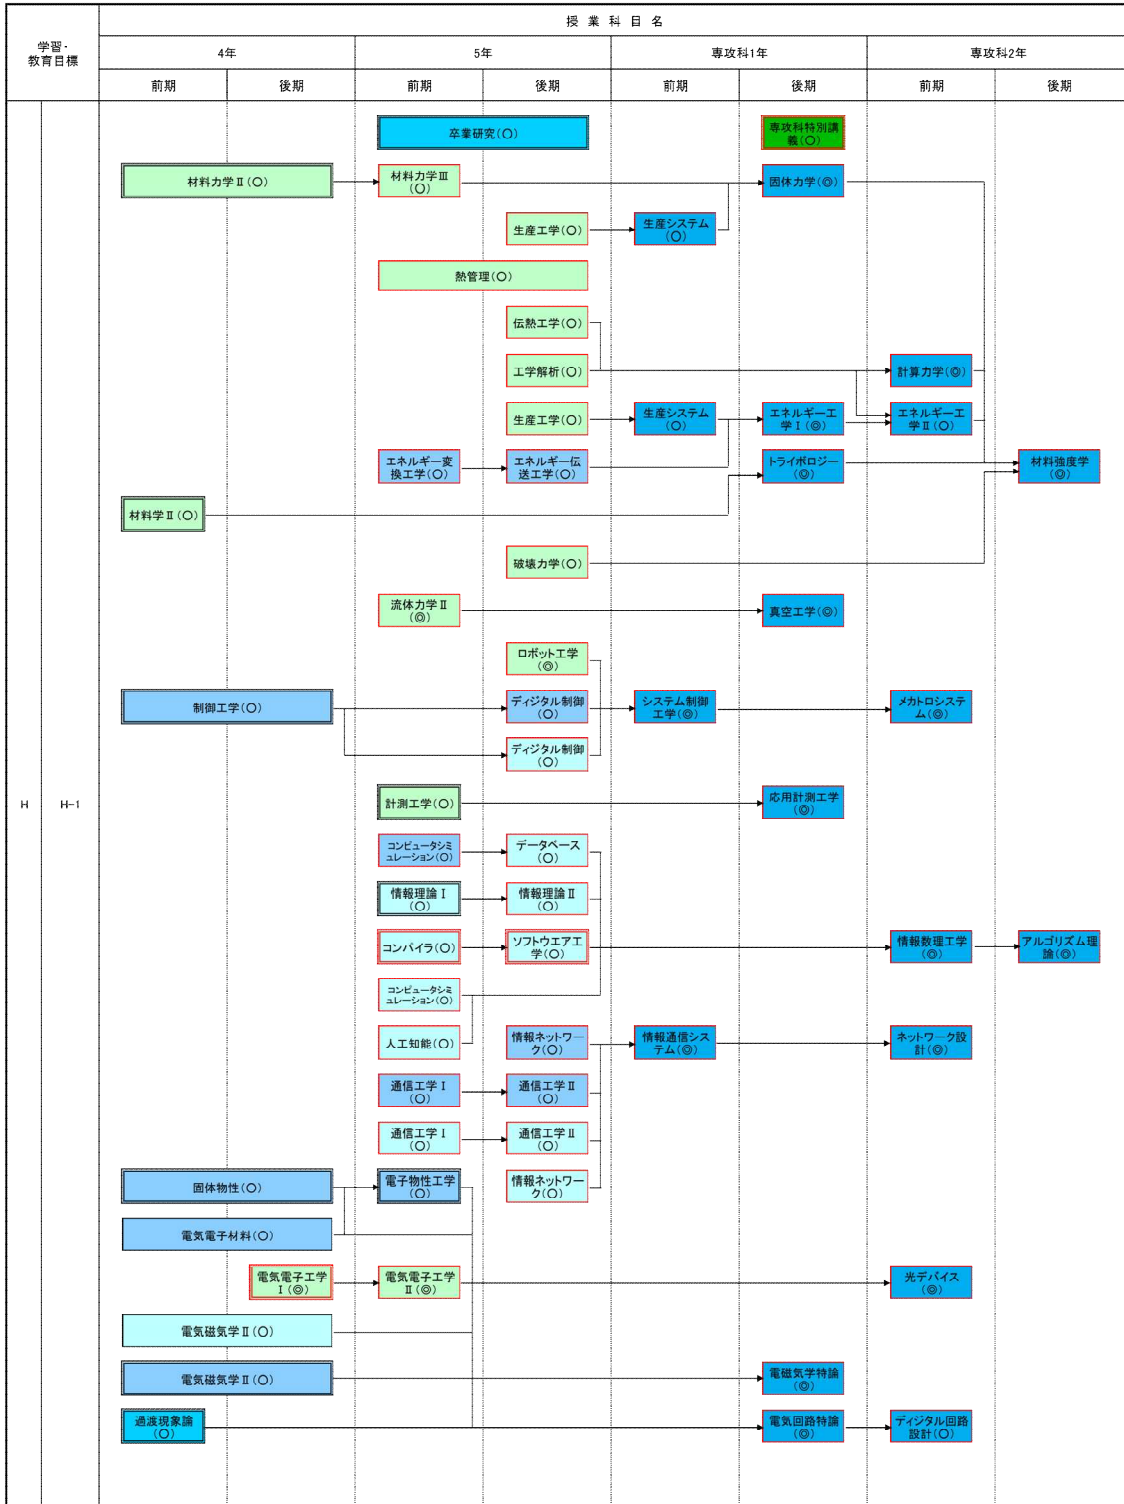 授 業 科 目 名
学習・
教育目標
4年
5年
専攻科1年
専攻科2年
前期
後期
前期
後期
前期
後期
前期
後期
卒業研究(○)
専攻科特別講
義(○)
材料力学Ⅱ(○)
材料力学Ⅲ
(○)
固体力学(◎)
生産工学(○)
生産システム
(○)
熱管理(○)
伝熱工学(○)
工学解析(○)
計算力学(◎)
生産工学(○)
生産システム
(○)
エネルギー工
学Ⅰ(◎)
エネルギー工
学Ⅱ(○)
エネルギー変
換工学(○)
エネルギー伝
送工学(○)
トライボロジー
(◎)
材料強度学
(◎)
材料学Ⅱ(○)
破壊力学(○)
流体力学Ⅱ
(◎)
真空工学(◎)
ロボット工学
(◎)
制御工学(○)
ディジタル制御
(○)
システム制御
工学(◎)
メカトロシステ
ム(◎)
ディジタル制御
(○)
H
H-1
計測工学(○)
応用計測工学
(◎)
コンピュータシミ
ュレーション(○)
データベース
(○)
情報理論Ⅰ
(○)
情報理論Ⅱ
(○)
コンパイラ(○)
ソフトウエア工
学(○)
情報数理工学
(◎)
アルゴリズム理
論(◎)
コンピュータシミ
ュレーション(○)
人工知能(○)
情報ネットワー
ク(○)
情報通信シス
テム(◎)
ネットワーク設
計(◎)
通信工学Ⅰ
(○)
通信工学Ⅱ
(○)
通信工学Ⅰ
(○)
通信工学Ⅱ
(○)
固体物性(○)
電子物性工学
(○)
情報ネットワー
ク(○)
電気電子材料(○)
電気電子工学
Ⅰ(◎)
電気電子工学
Ⅱ(◎)
光デバイス
(◎)
電気磁気学Ⅱ(○)
電気磁気学Ⅱ(○)
電磁気学特論
(◎)
過渡現象論
(○)
電気回路特論
(◎)
ディジタル回路
設計(○)